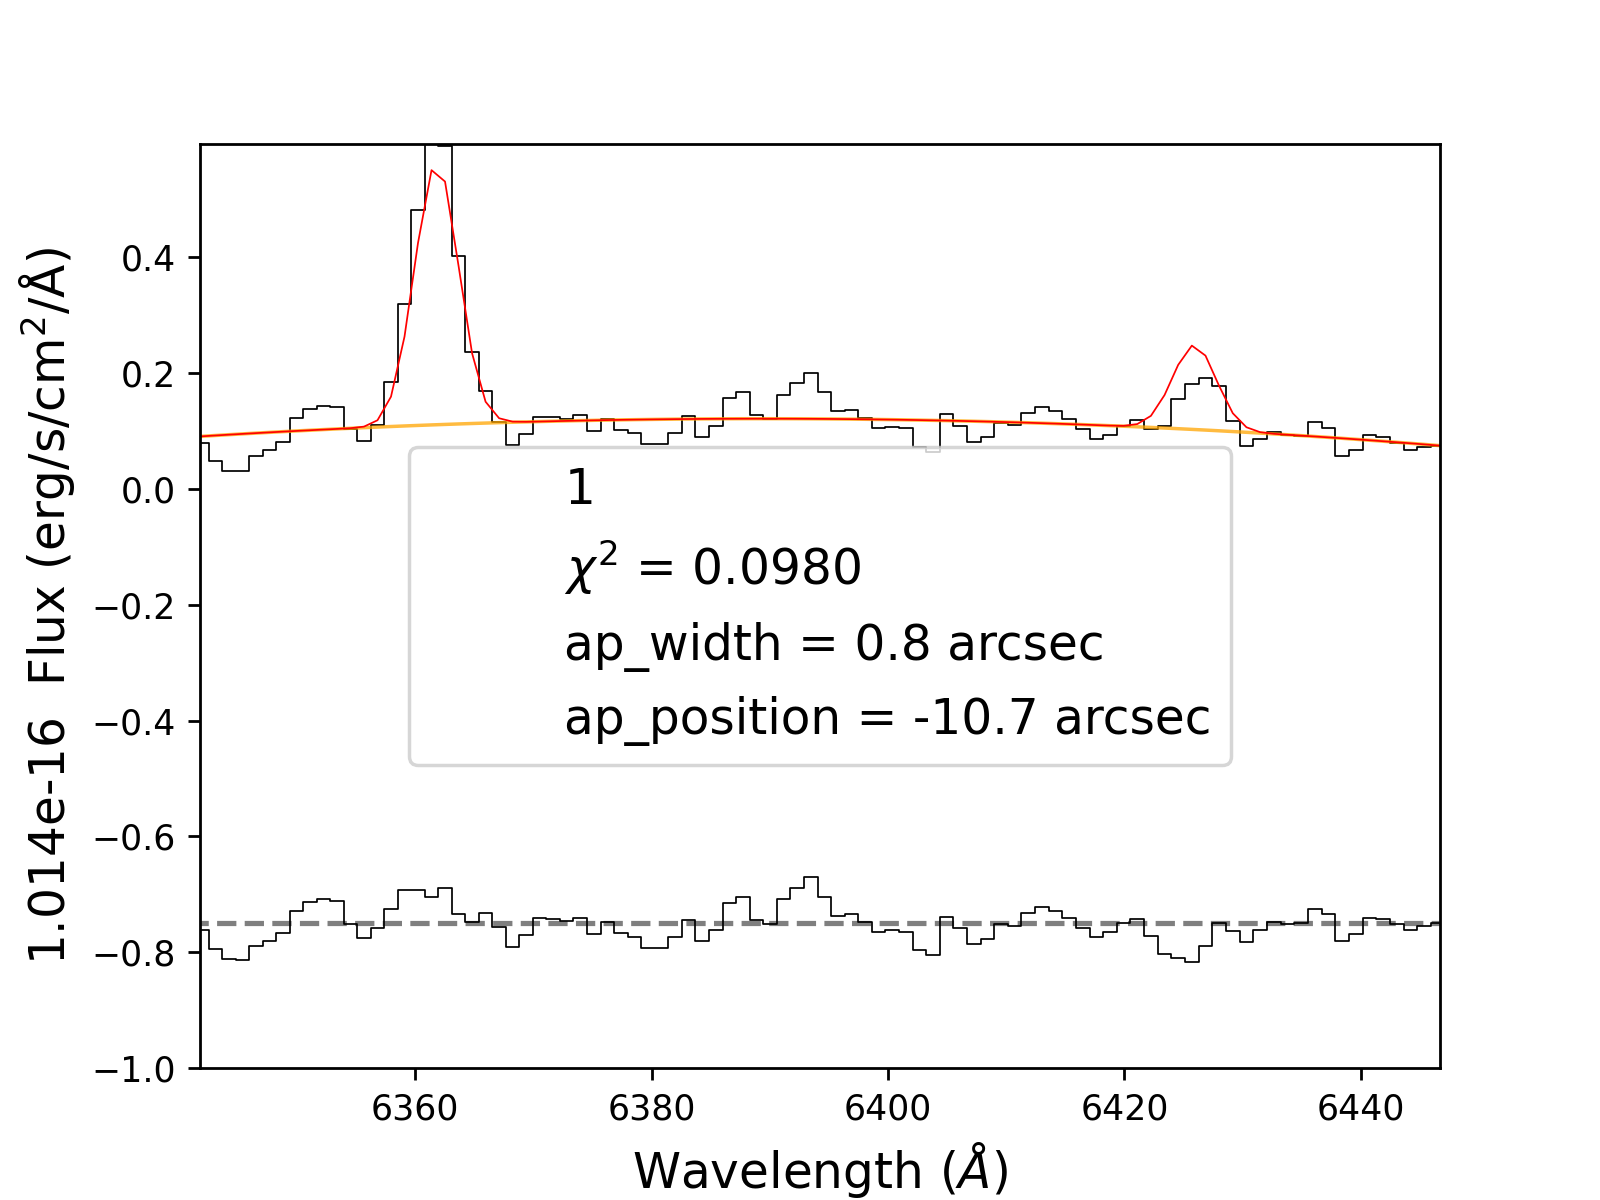 1.014e-16 Flux (erg/s/cm²/Å)
0.4
0.2
0.0
−0.2
−0.4
−0.6
−0.8
−1.0
1
χ² = 0.0980
ap_width = 0.8 arcsec
ap_position = -10.7 arcsec
6360 6380 6400 6420 6440
Wavelength (Å)